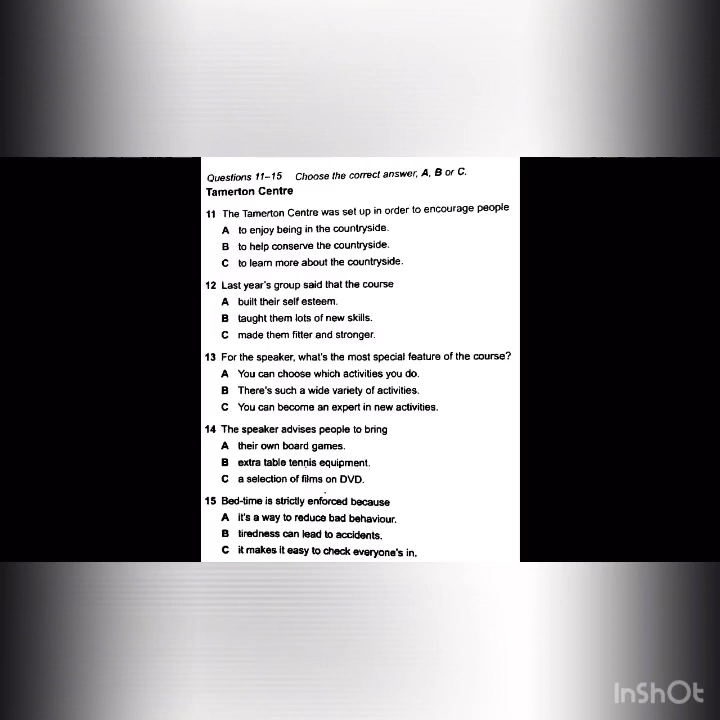 Questions 11–15 Choose the correct answer, A, B or C.
Tamerton Centre
11 The Tamerton Centre was set up in order to encourage people
A to enjoy being in the countryside.
B to help conserve the countryside.
C to learn more about the countryside.
12 Last year's group said that the course
A built their self esteem.
B taught them lots of new skills.
C made them fitter and stronger.
13 For the speaker, what's the most special feature of the course?
A You can choose which activities you do.
B There's such a wide variety of activities.
C You can become an expert in new activities.
14 The speaker advises people to bring
A their own board games.
B extra table tennis equipment.
C a selection of films on DVD.
15 Bed-time is strictly enforced because
A it's a way to reduce bad behaviour.
B tiredness can lead to accidents.
C it makes it easy to check everyone's in.
InShOt